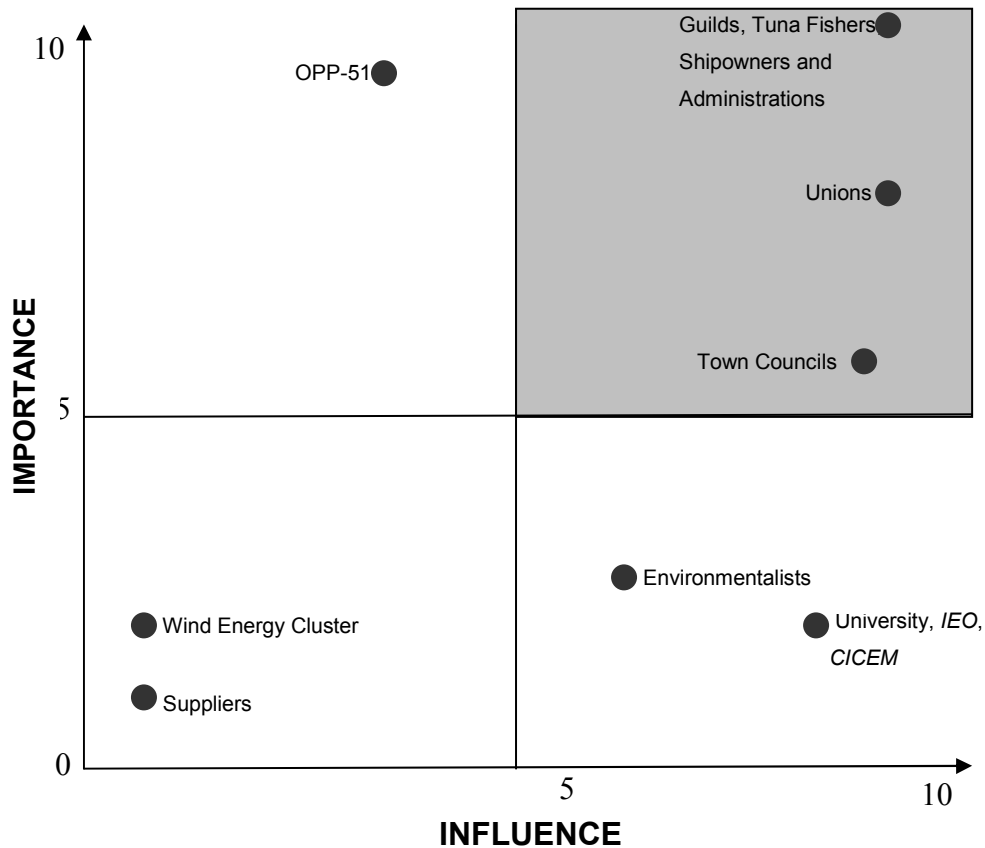 10
Guilds, Tuna Fishers
Shipowners and
Administrations
OPP-51
Unions
Town Councils
IMPORTANCE
5
Environmentalists
Wind Energy Cluster
University, IEO,
CICEM
Suppliers
0
5
10
INFLUENCE